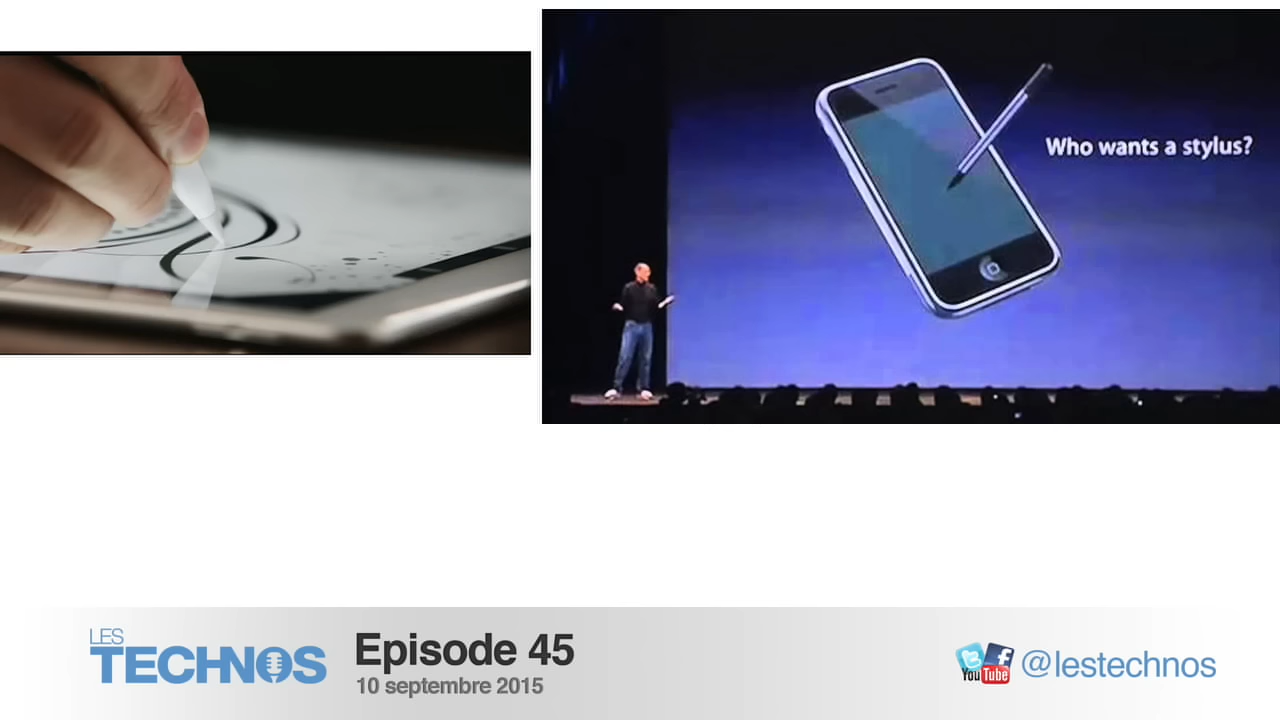 Who wants a stylus?
LES
TECHNOS
Episode 45
10 septembre 2015
You Tube
@lestechnos